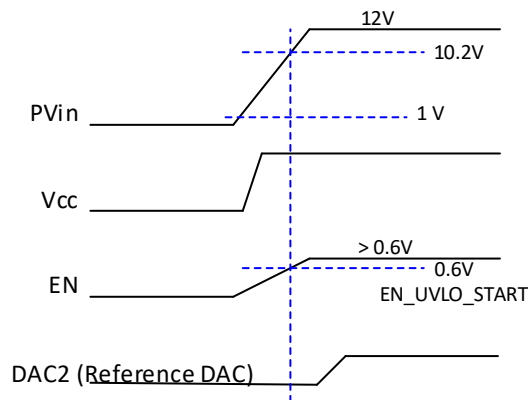 12V
10.2V
PVin
1 V
Vcc
> 0.6V
0.6V
EN
EN_UVLO_START
DAC2 (Reference DAC)